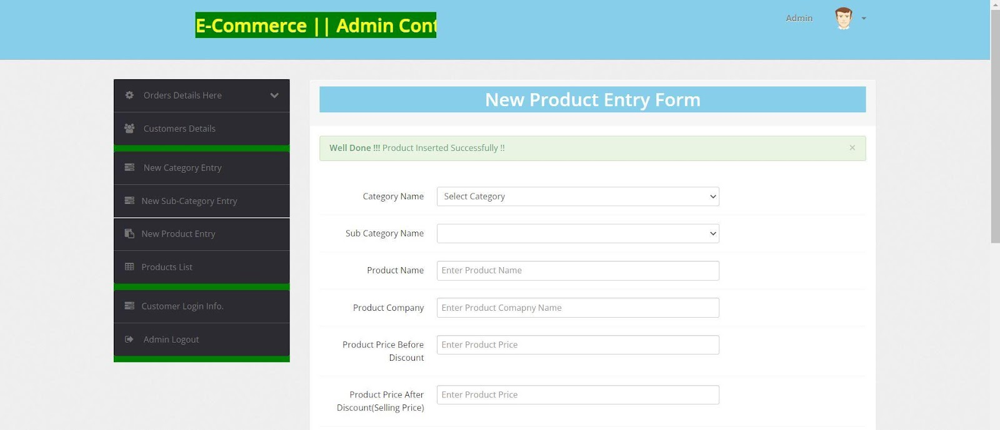 E-Commerce || Admin Cont
Admin
Orders Details Here
Customers Details
New Category Entry
New Sub-Category Entry
New Product Entry
Products List
Customer Login Info.
Admin Logout
New Product Entry Form
Well Done !!! Product Inserted Successfully !!
×
Category Name
Select Category
Sub Category Name
Product Name
Enter Product Name
Product Company
Enter Product Comapny Name
Product Price Before
Discount
Enter Product Price
Product Price After
Discount(Selling Price)
Enter Product Price